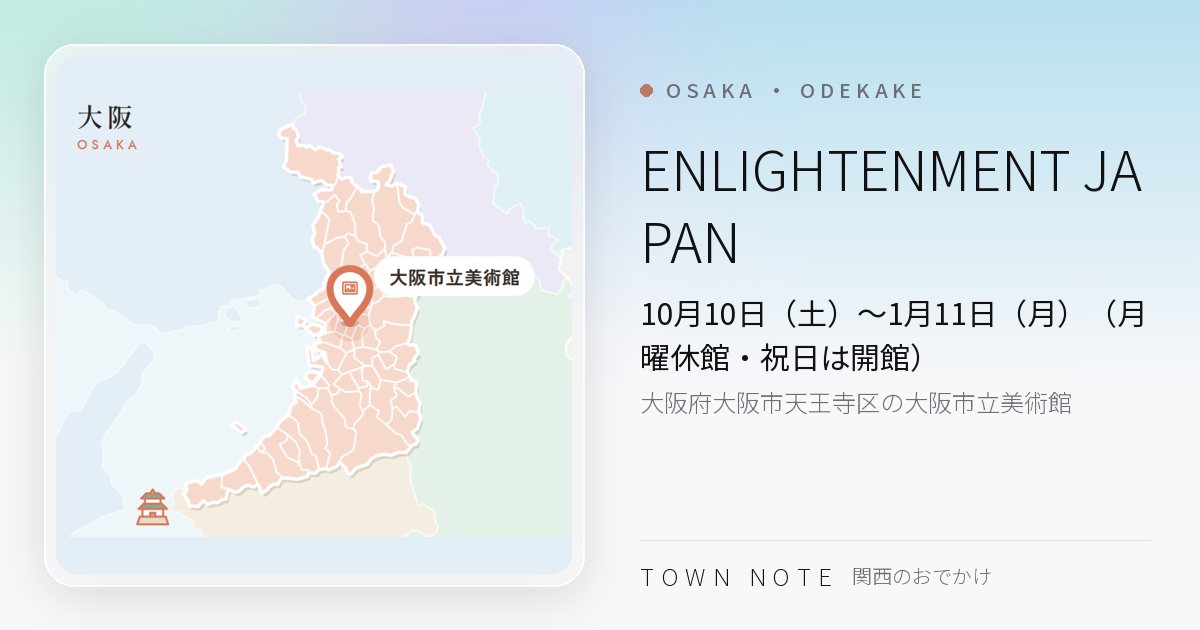 大阪
OSAKA
大阪市立美術館
OSAKA・ODEKAKE
ENLIGHTENMENT JA
PAN
10月10日（土）〜1月11日（月）（月
曜休館・祝日は開館）
大阪府大阪市天王寺区の大阪市立美術館
TOWN NOTE 関西のおでかけ